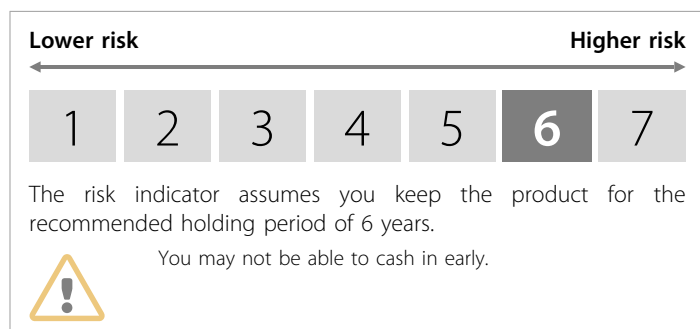 Lower risk Higher risk
1 2 3 4 5 6 7
The risk indicator assumes you keep the product for the
recommended holding period of 6 years.
You may not be able to cash in early.
!